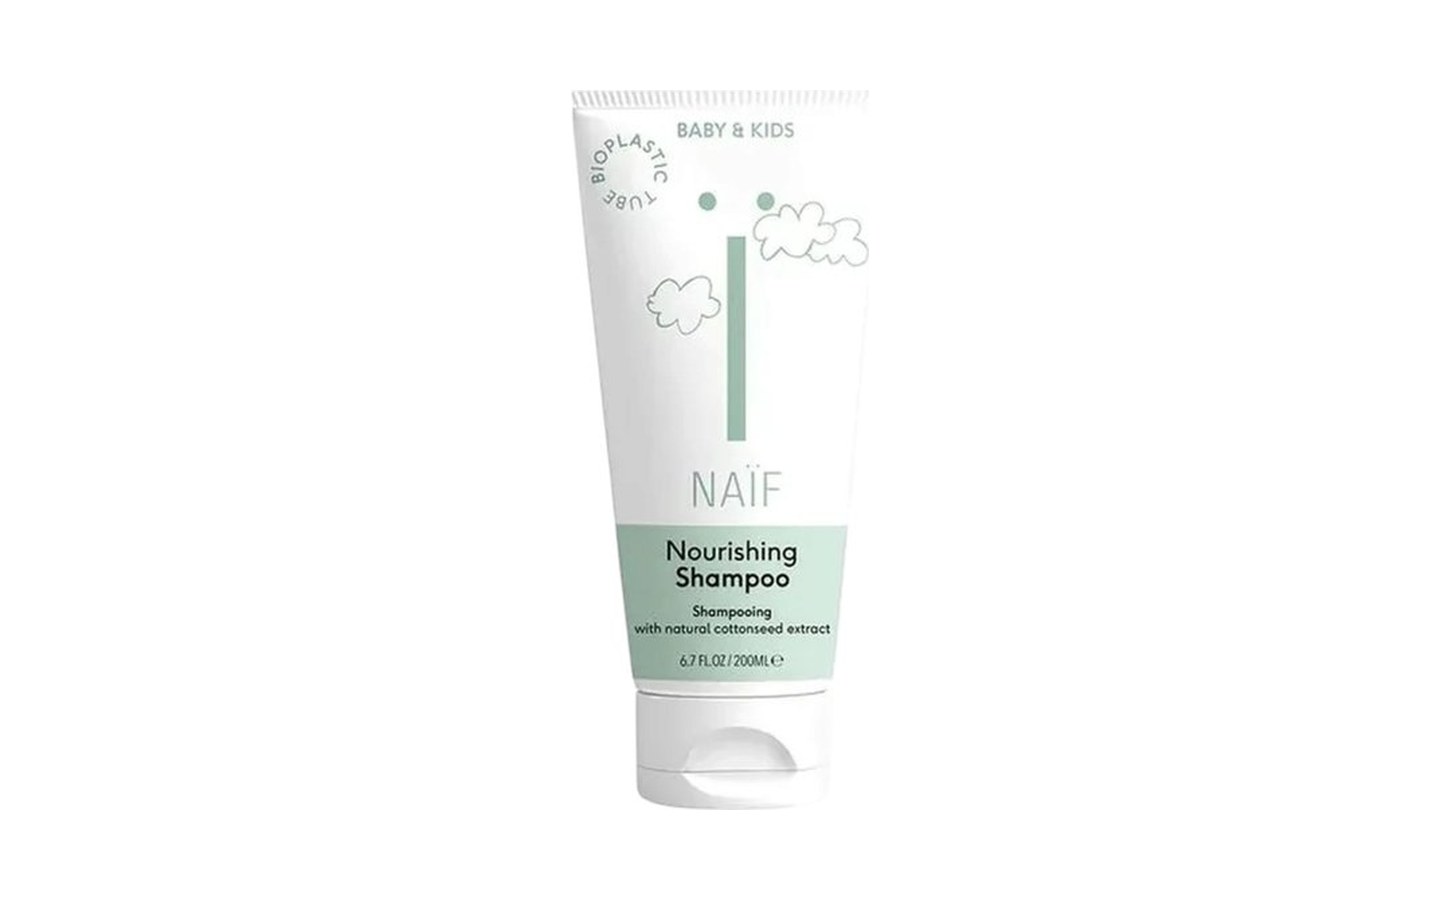 BABY & KIDS
BIOPLASTIC TUBE
NAÏF
Nourishing
Shampoo
Shampooing
with natural cottonseed extract
6.7 FL.OZ / 200ML ℮